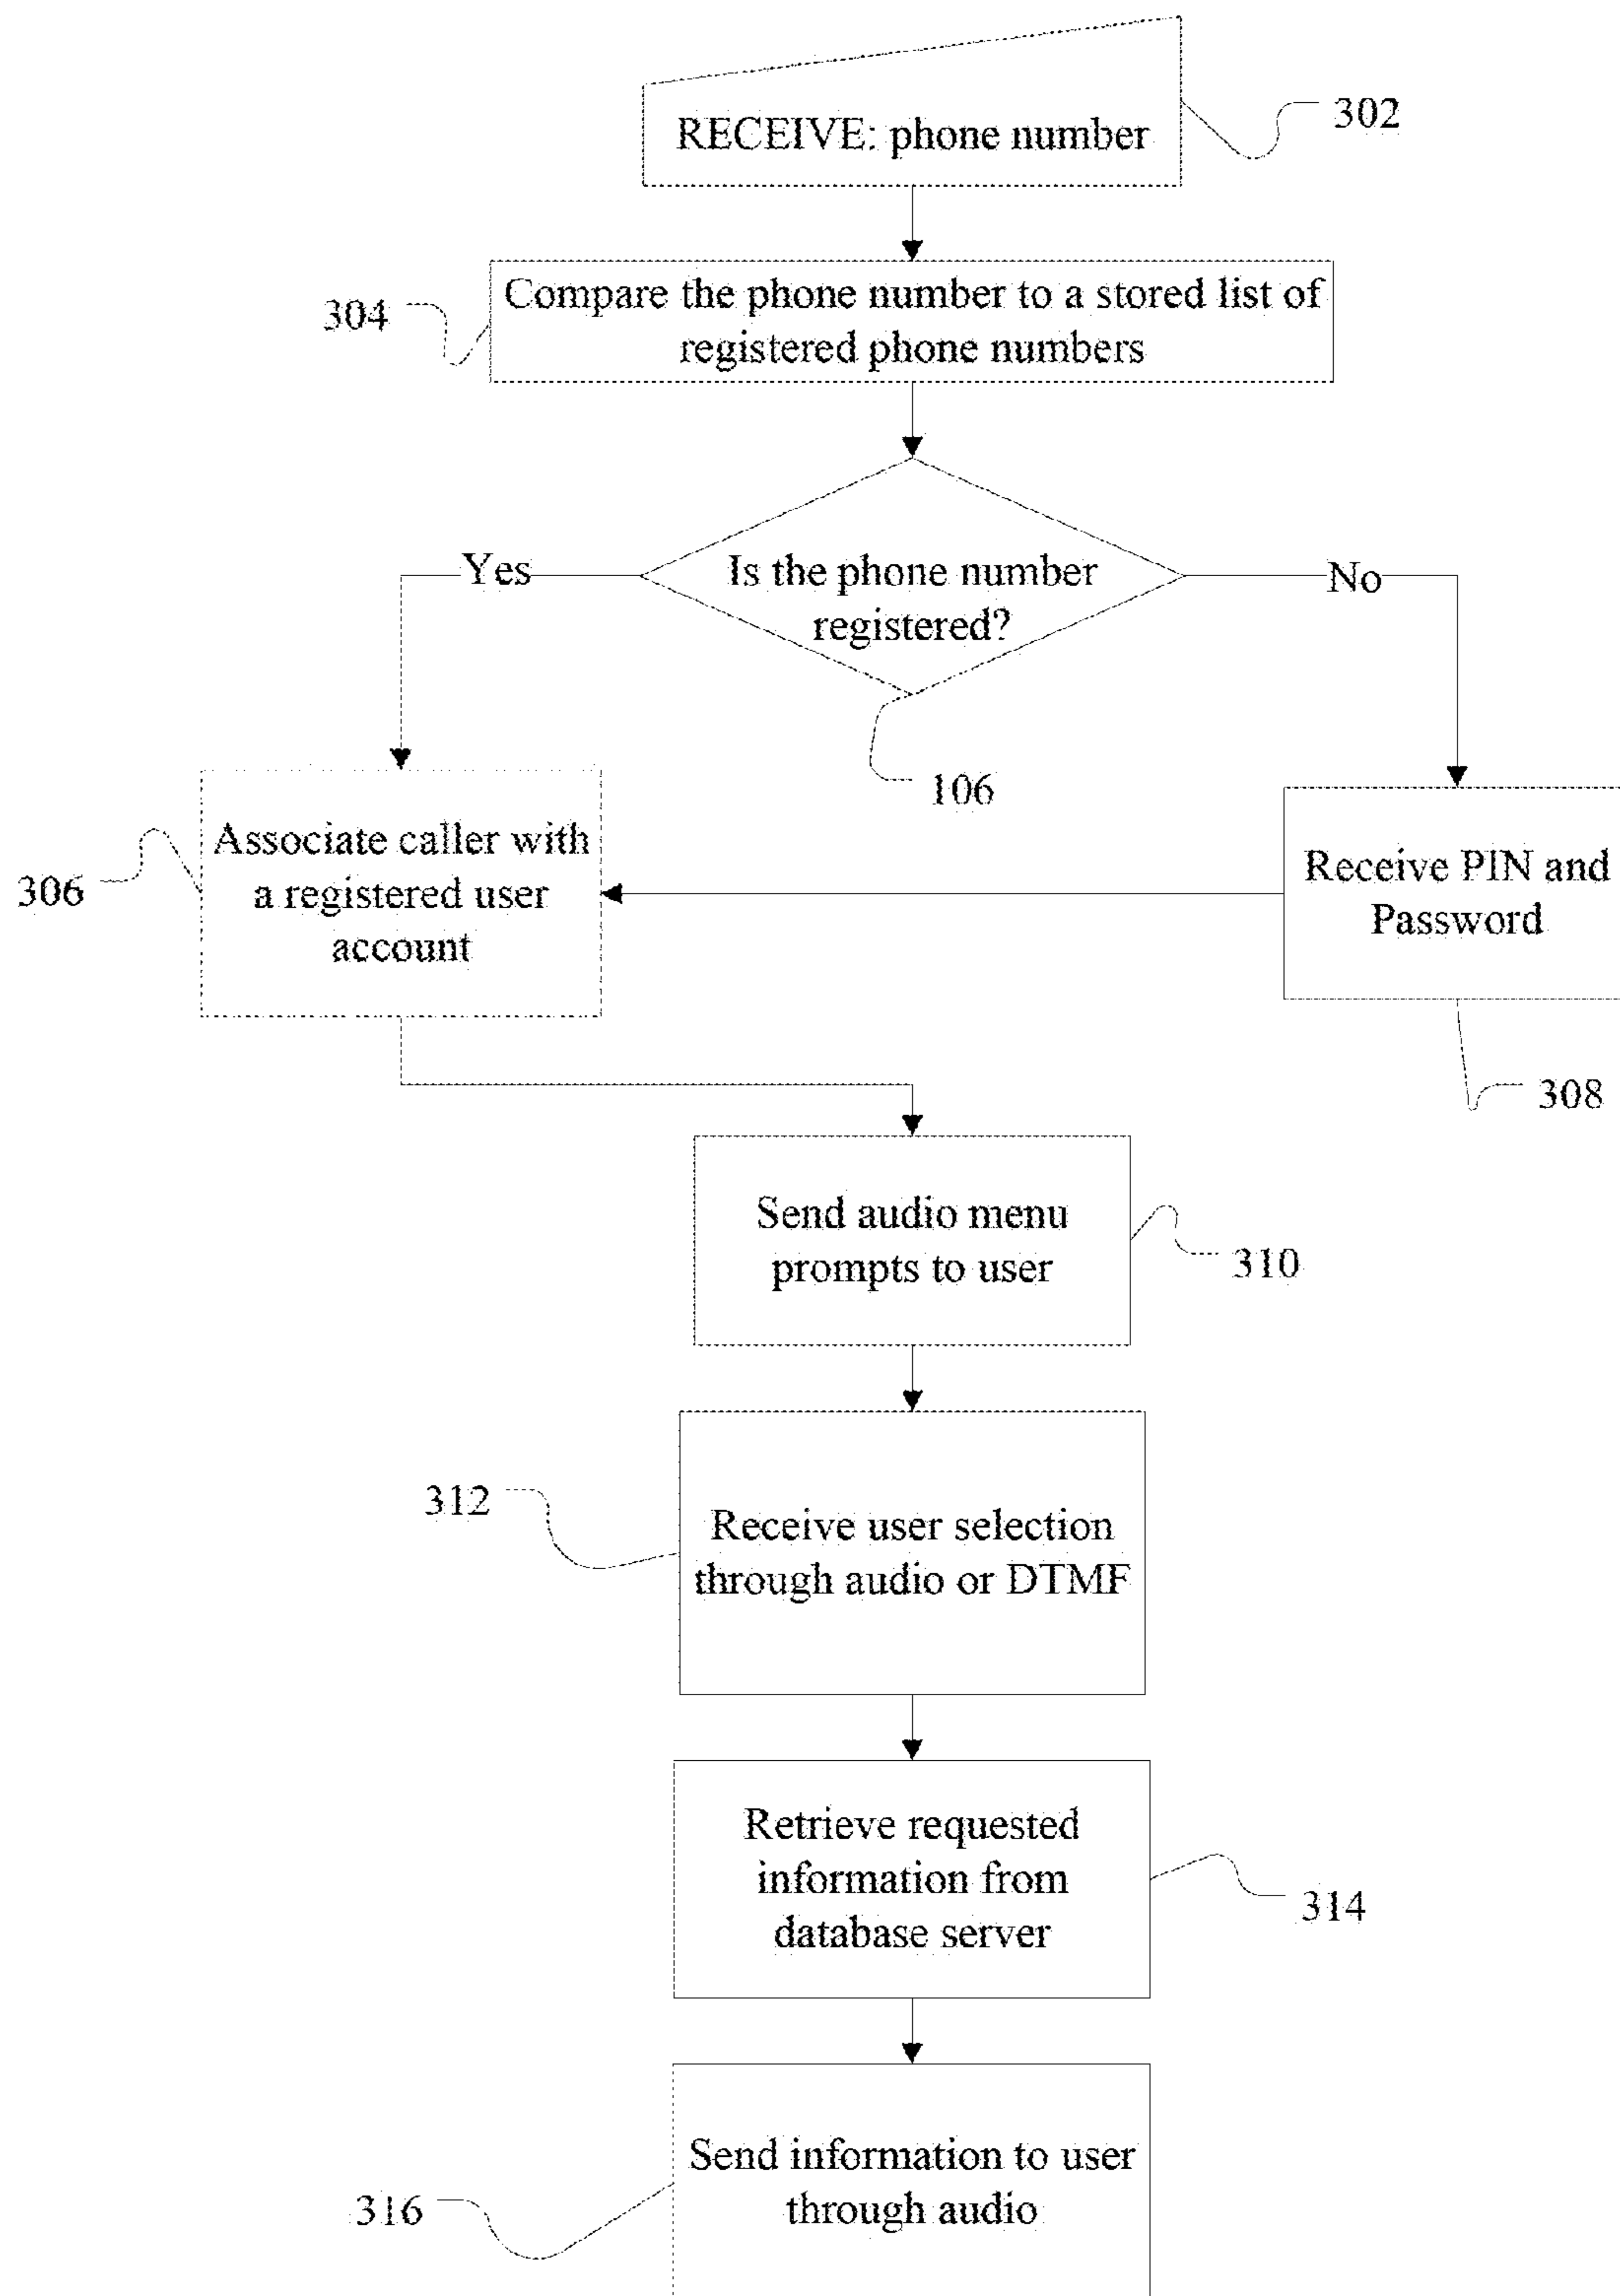 RECEIVE: phone number
302
304
Compare the phone number to a stored list of
registered phone numbers
Yes
Is the phone number
registered?
No
106
306
Associate caller with
a registered user
account
Receive PIN and
Password
308
Send audio menu
prompts to user
310
312
Receive user selection
through audio or DTMF
Retrieve requested
information from
database server
314
Send information to user
through audio
316